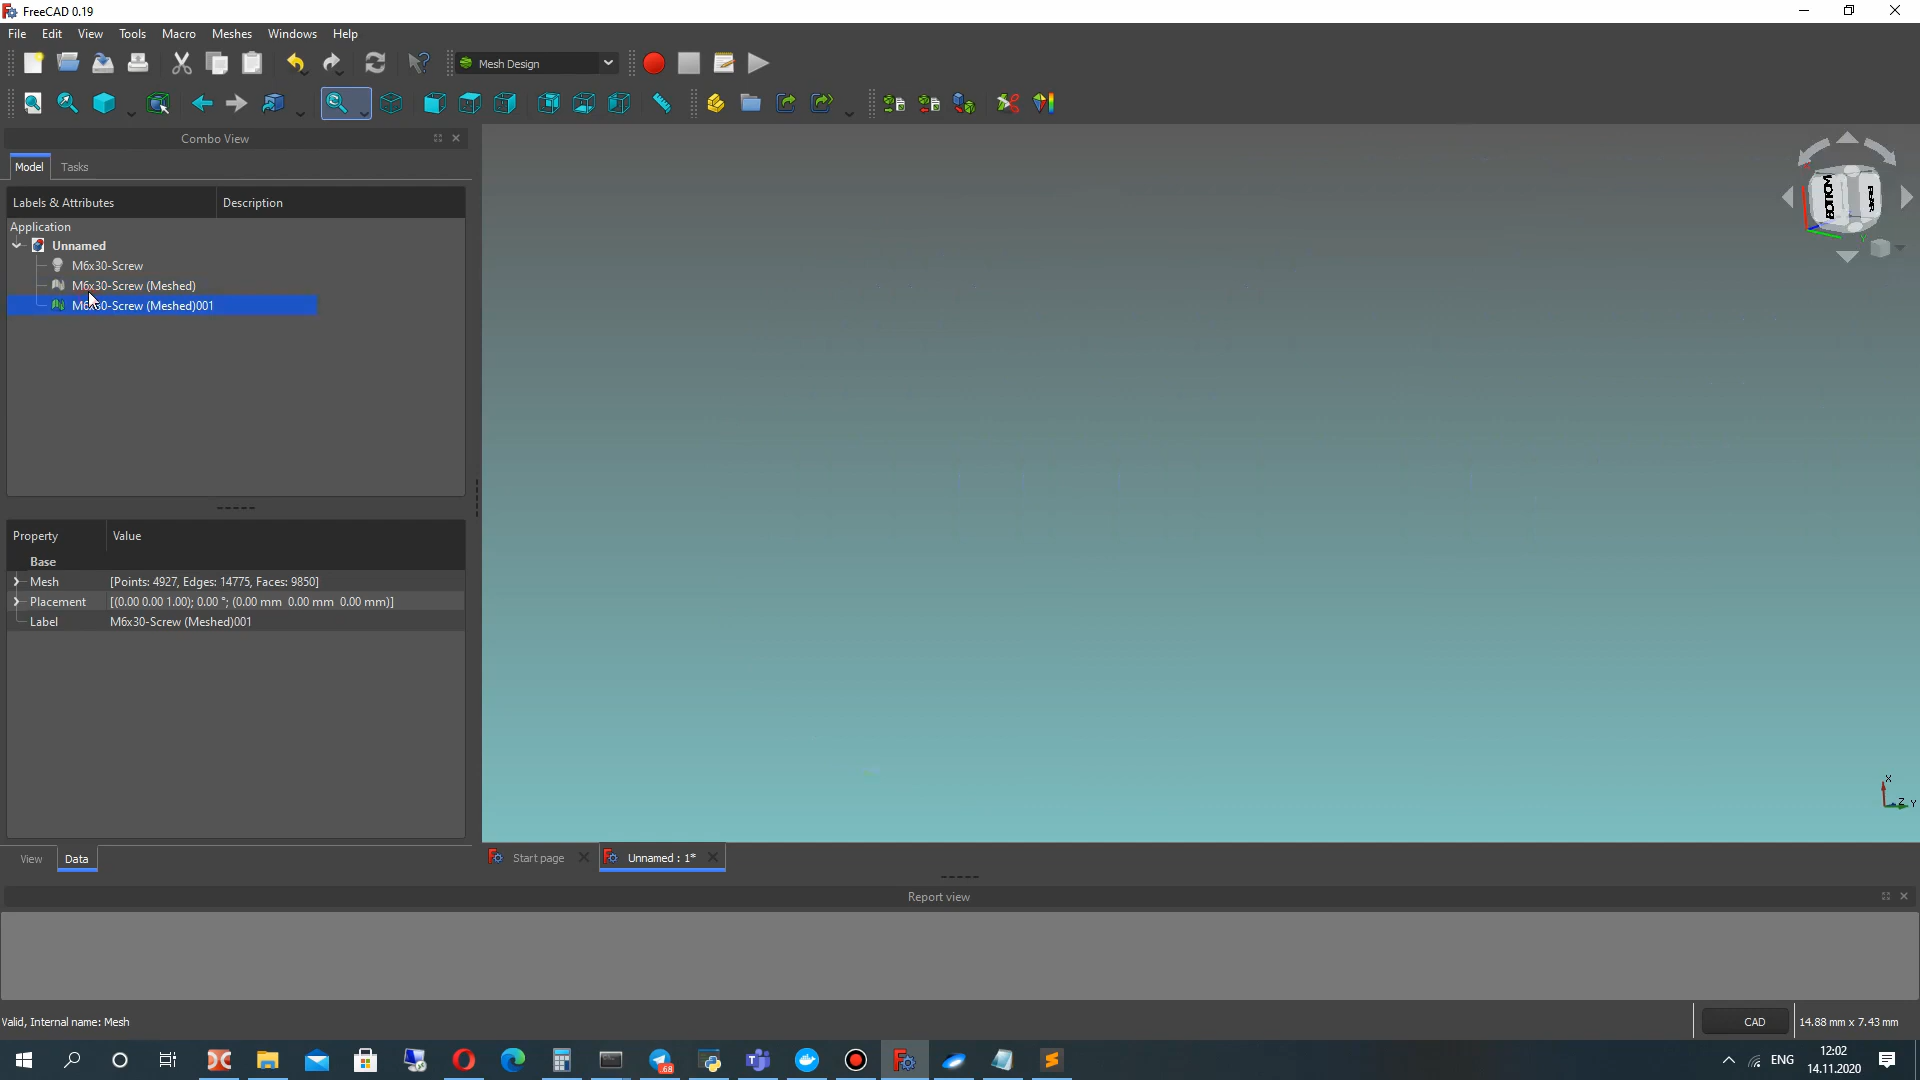 FreeCAD 0.19
File Edit View Tools Macro Meshes Windows Help
Mesh Design
Combo View
Model Tasks
Labels & Attributes Description
Application
Unnamed
M6x30-Screw
M6x30-Screw (Meshed)
M6x30-Screw (Meshed)001
Property Value
Base
Mesh [Points: 4927, Edges: 14775, Faces: 9850]
Placement [(0.00 0.00 1.00); 0.00 °; (0.00 mm 0.00 mm 0.00 mm)]
Label M6x30-Screw (Meshed)001
BOTTOM REAR
X
Z Y
View Data
Start page Unnamed : 1*
Report view
Valid, Internal name: Mesh
CAD 14.88 mm x 7.43 mm
.68
ENG 12:02
14.11.2020